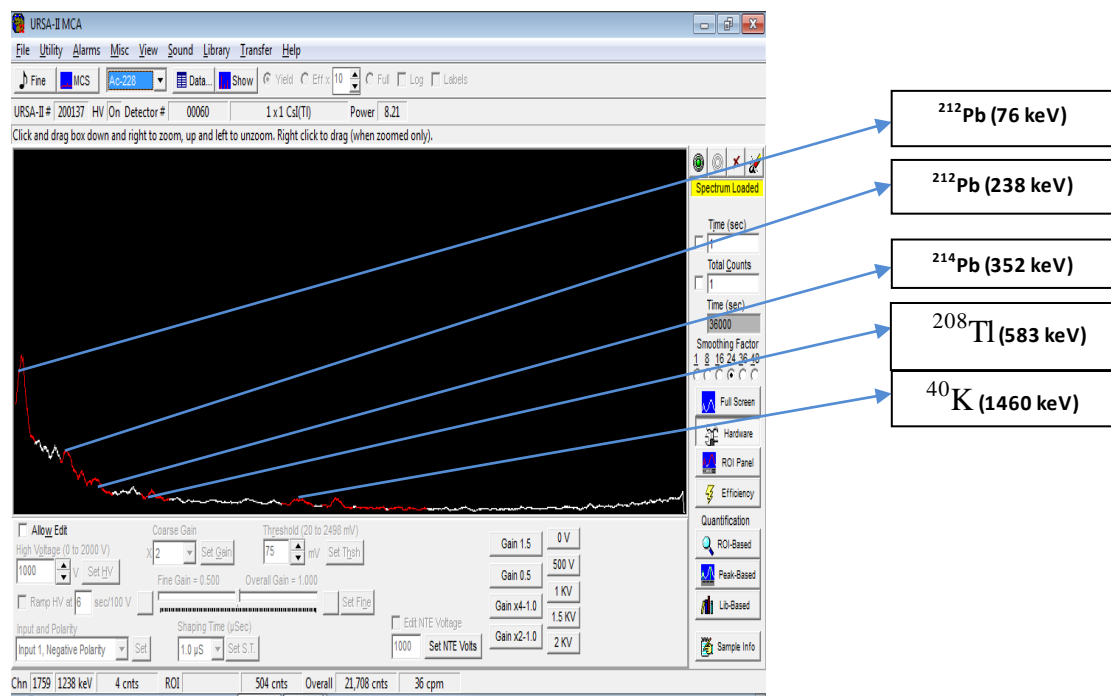 URSA-II MCA
File Utility Alarms Misc View Sound Library Transfer Help
Fine MCS Ac-228 Data... Show Yield Eff x 10 Full Log Labels
URSA-II # 200137 HV On Detector # 00060 1 x 1 CsI(Tl) Power 8.21
Click and drag box down and right to zoom, up and left to unzoom. Right click to drag (when zoomed only).
Spectrum Loaded
Time (sec)
1
Total Counts
1
Time (sec)
36000
Smoothing Factor
1 8 16 24 36 48
Full Screen
Hardware
ROI Panel
Efficiency
Quantification
ROI-Based
Peak-Based
Lib-Based
Sample Info
²¹²Pb (76 keV)
²¹²Pb (238 keV)
²¹⁴Pb (352 keV)
²⁰⁸Tl (583 keV)
⁴⁰K (1460 keV)
Allow Edit
High Voltage (0 to 2000 V)
1000 V Set HV
Ramp HV at 6 sec/100 V
Input and Polarity
Input 1, Negative Polarity Set
Coarse Gain
X 2 Set Gain
Threshold (20 to 2498 mV)
75 mV Set Thsh
Fine Gain = 0.500 Overall Gain = 1.000
Set Fine
Shaping Time (µSec)
1.0 µS Set S.T.
Edit NTE Voltage
1000 Set NTE Volts
Gain 1.5
Gain 0.5
Gain x4-1.0
Gain x2-1.0
0 V
500 V
1 KV
1.5 KV
2 KV
Chn 1759 1238 keV 4 cnts ROI 504 cnts Overall 21,708 cnts 36 cpm